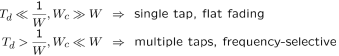 T_d ≪ 1/W, W_c ≫ W ⇒ single tap, flat fading
T_d > 1/W, W_c ≪ W ⇒ multiple taps, frequency-selective